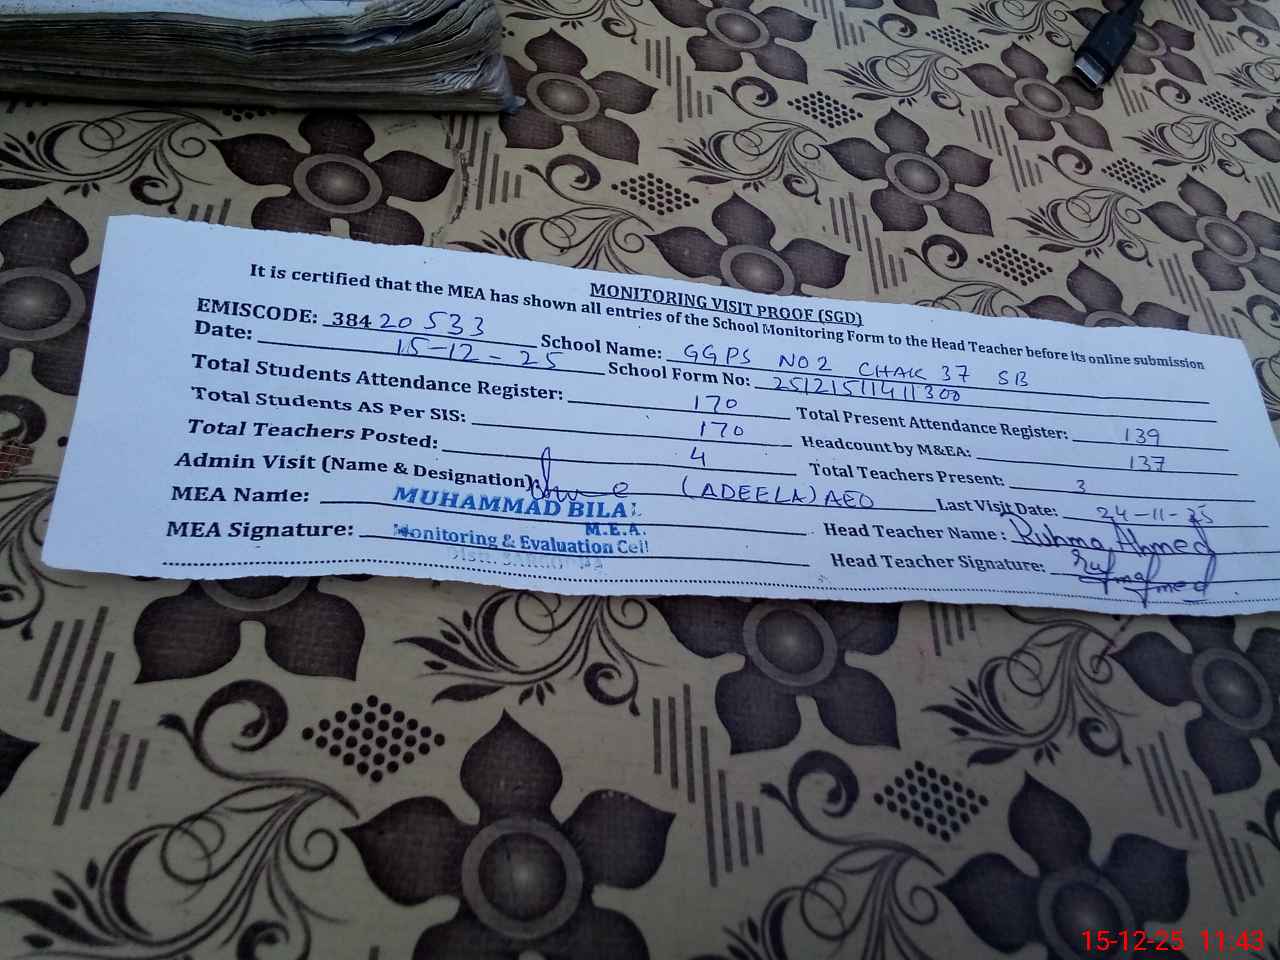 MONITORING VISIT PROOF (SGD)
It is certified that the MEA has shown all entries of the School Monitoring Form to the Head Teacher before its online submission
EMISCODE: 38420533 School Name: GGPS NO2 CHAK 37 SB
Date: 15-12-25 School Form No: 25121511411300
Total Students Attendance Register: 170 Total Present Attendance Register: 139
Total Students AS Per SIS: 170 Headcount by M&EA: 137
Total Teachers Posted: 4 Total Teachers Present: 3
Admin Visit (Name & Designation): (ADEELA) AEO Last Visit Date: 24-11-25
MEA Name: MUHAMMAD BILAL Head Teacher Name: Ruhma Ahmed
M.E.A.
MEA Signature: Monitoring & Evaluation Cell Head Teacher Signature:
Distt. SARGODHA
15-12-25 11:43